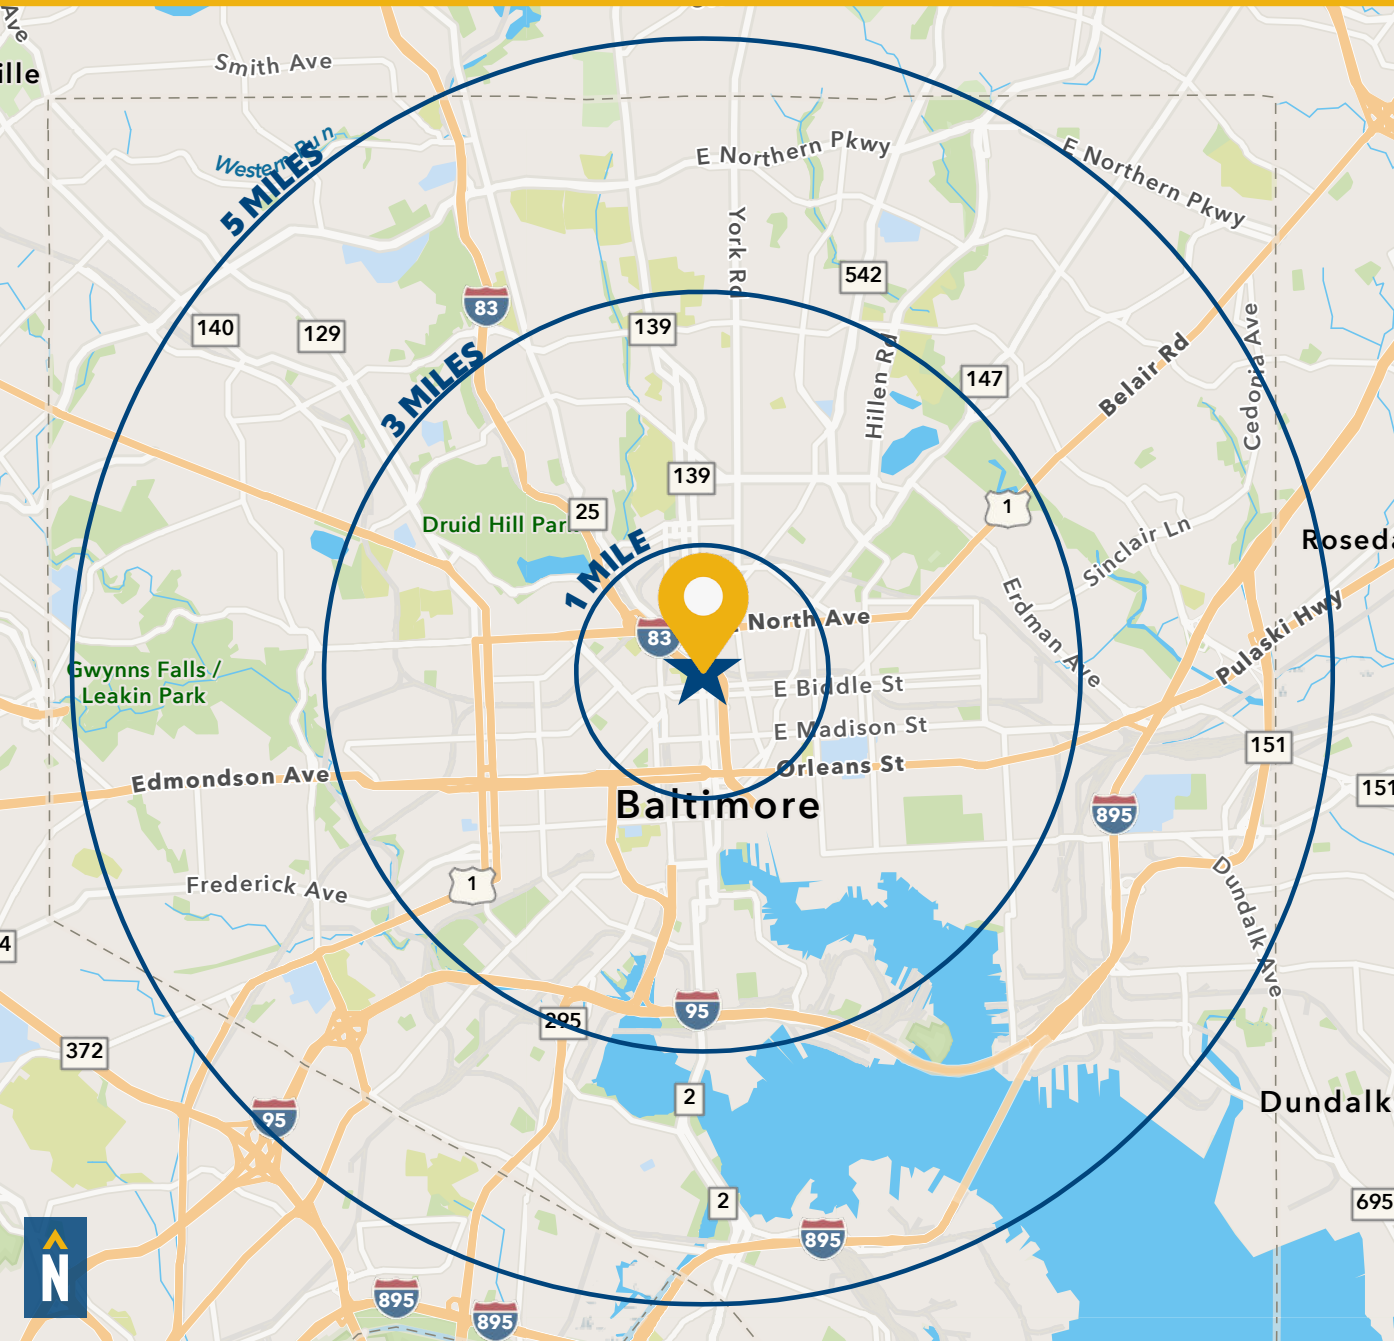 Ave
Smith Ave
ille
Western Run
5 MILES
E Northern Pkwy
E Northern Pkwy
York Rd
542
83
140
129
139
Hillen Rd
3 MILES
147
Belair Rd
Cedonia Ave
139
25
Druid Hill Park
1
1 MILE
Sinclair Ln
Roseda
Erdman Ave
Pulaski Hwy
83
North Ave
Gwynns Falls /
Leakin Park
E Biddle St
E Madison St
151
Edmondson Ave
Orleans St
151
Baltimore
895
1
Frederick Ave
Dundalk Ave
4
95
295
372
2
Dundalk
95
2
695
895
N
895
895